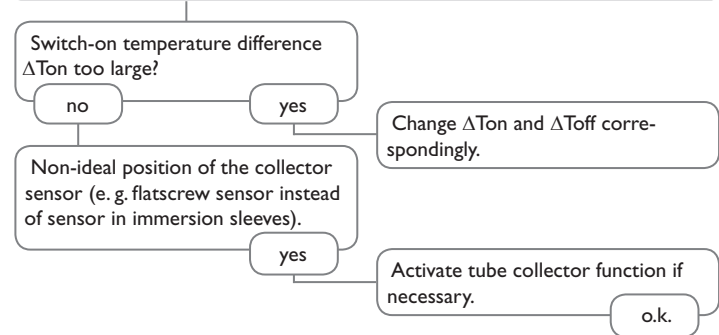 Switch-on temperature difference
ΔTon too large?
no
yes
Change ΔTon and ΔToff corre-
spondingly.
Non-ideal position of the collector
sensor (e. g. flatscrew sensor instead
of sensor in immersion sleeves).
yes
Activate tube collector function if
necessary.
o.k.